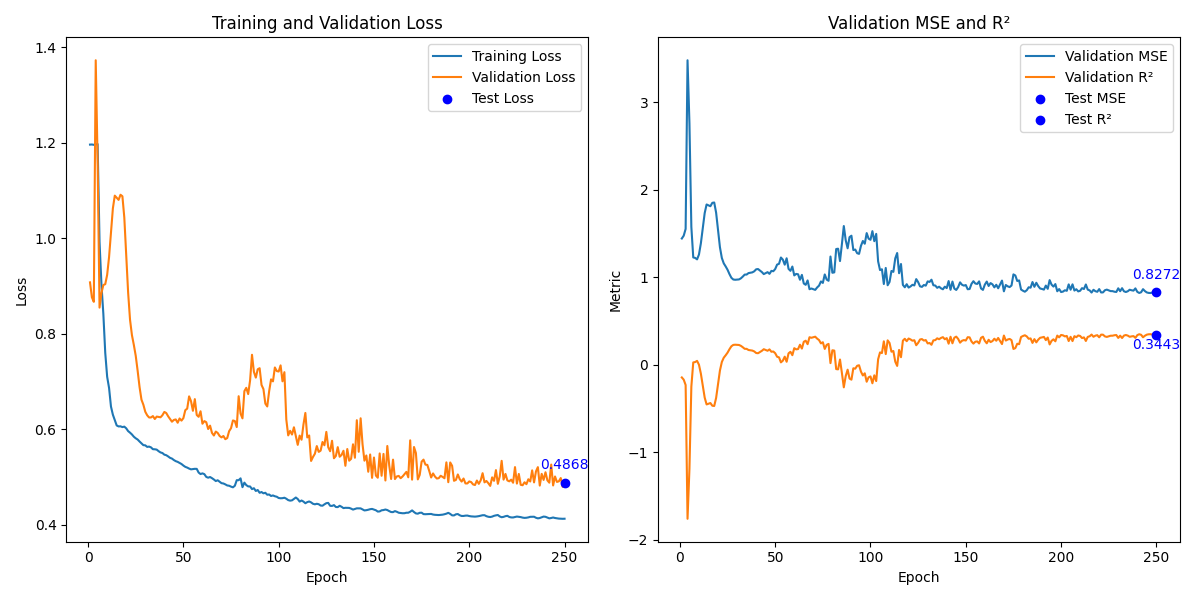 Training and Validation Loss
Training Loss
Validation Loss
Test Loss
1.4
1.2
1.0
0.8
0.6
0.4
Loss
0.4868
0
50
100
150
200
250
Epoch
Validation MSE and R²
Validation MSE
Validation R²
Test MSE
Test R²
3
2
1
0
−1
−2
Metric
0.8272
0.3443
0
50
100
150
200
250
Epoch